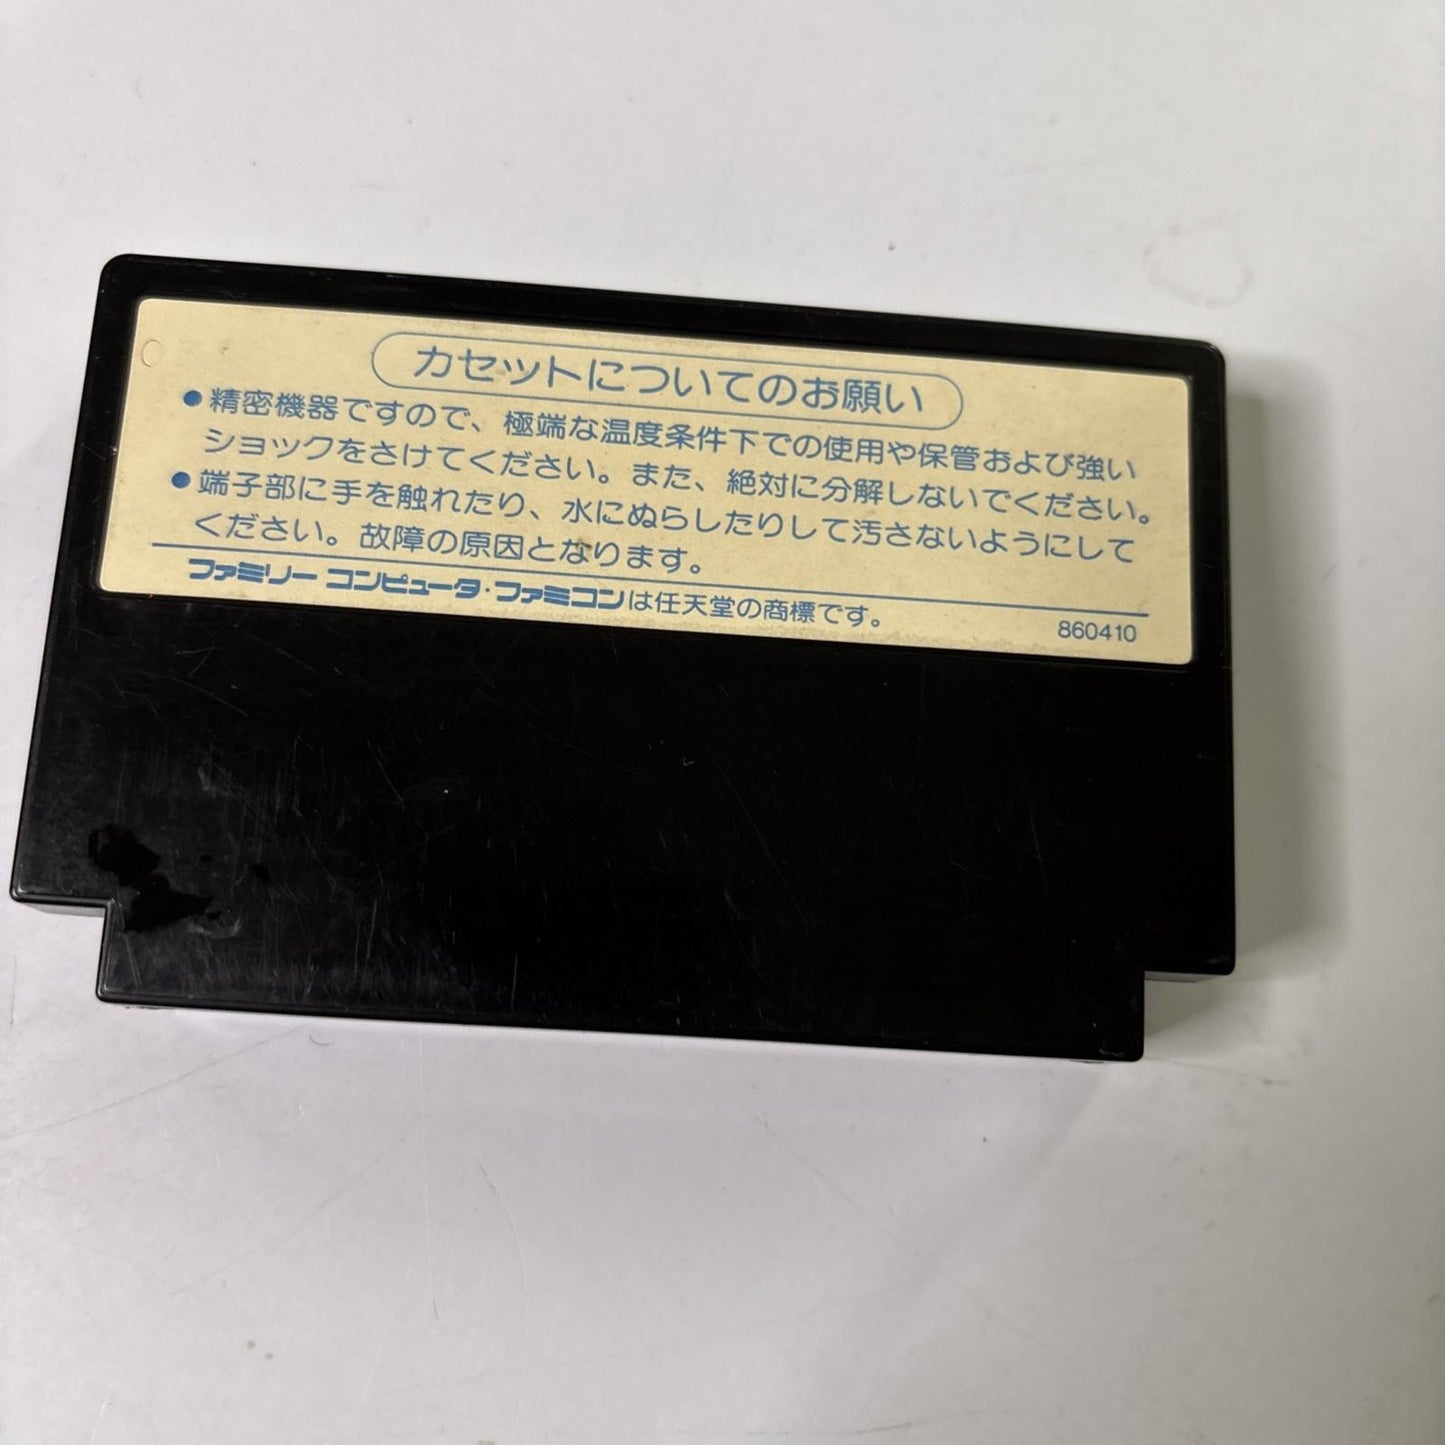 カセットについてのお願い
●精密機器ですので、極端な温度条件下での使用や保管および強い
ショックをさけてください。また、絶対に分解しないでください。
●端子部に手を触れたり、水にぬらしたりして汚さないようにして
ください。故障の原因となります。
ファミリーコンピュータ・ファミコンは任天堂の商標です。
860410